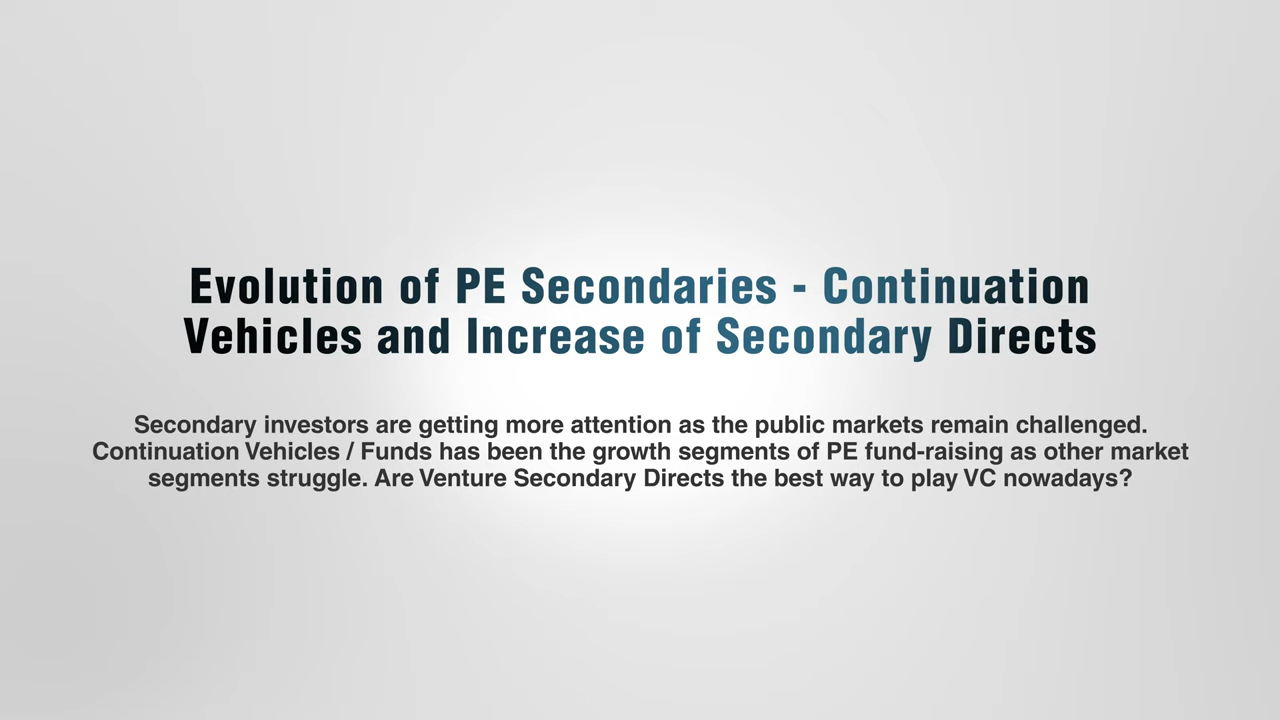 Evolution of PE Secondaries - Continuation
Vehicles and Increase of Secondary Directs
Secondary investors are getting more attention as the public markets remain challenged.
Continuation Vehicles / Funds has been the growth segments of PE fund-raising as other market
segments struggle. Are Venture Secondary Directs the best way to play VC nowadays?